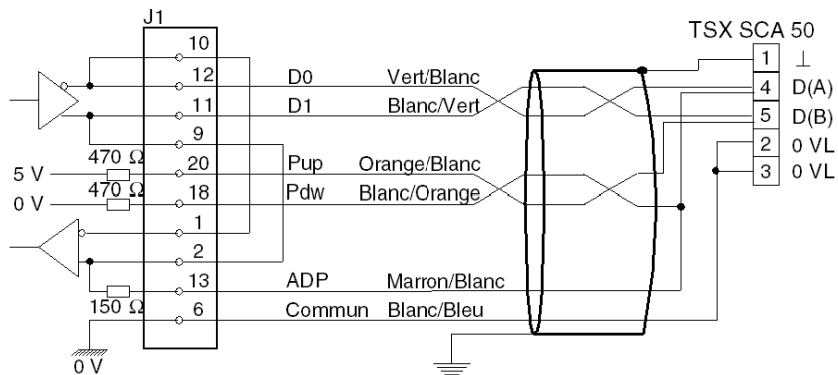 J1
TSX SCA 50
10
1 ⊥
12 D0 Vert/Blanc
4 D(A)
11 D1 Blanc/Vert
5 D(B)
9
2 0 VL
470 Ω
5 V 20 Pup Orange/Blanc
3 0 VL
470 Ω
0 V 18 Pdw Blanc/Orange
1
2
13 ADP Marron/Blanc
150 Ω
6 Commun Blanc/Bleu
0 V